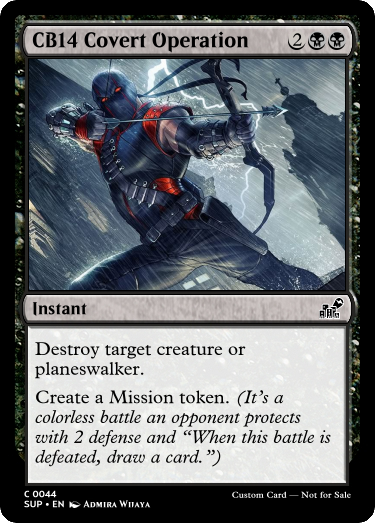 CB14 Covert Operation 2
Instant
Destroy target creature or
planeswalker.
Create a Mission token. (It's a
colorless battle an opponent protects
with 2 defense and “When this battle is
defeated, draw a card.”)
C 0044
SUP • EN Admira Wijaya
Custom Card — Not for Sale